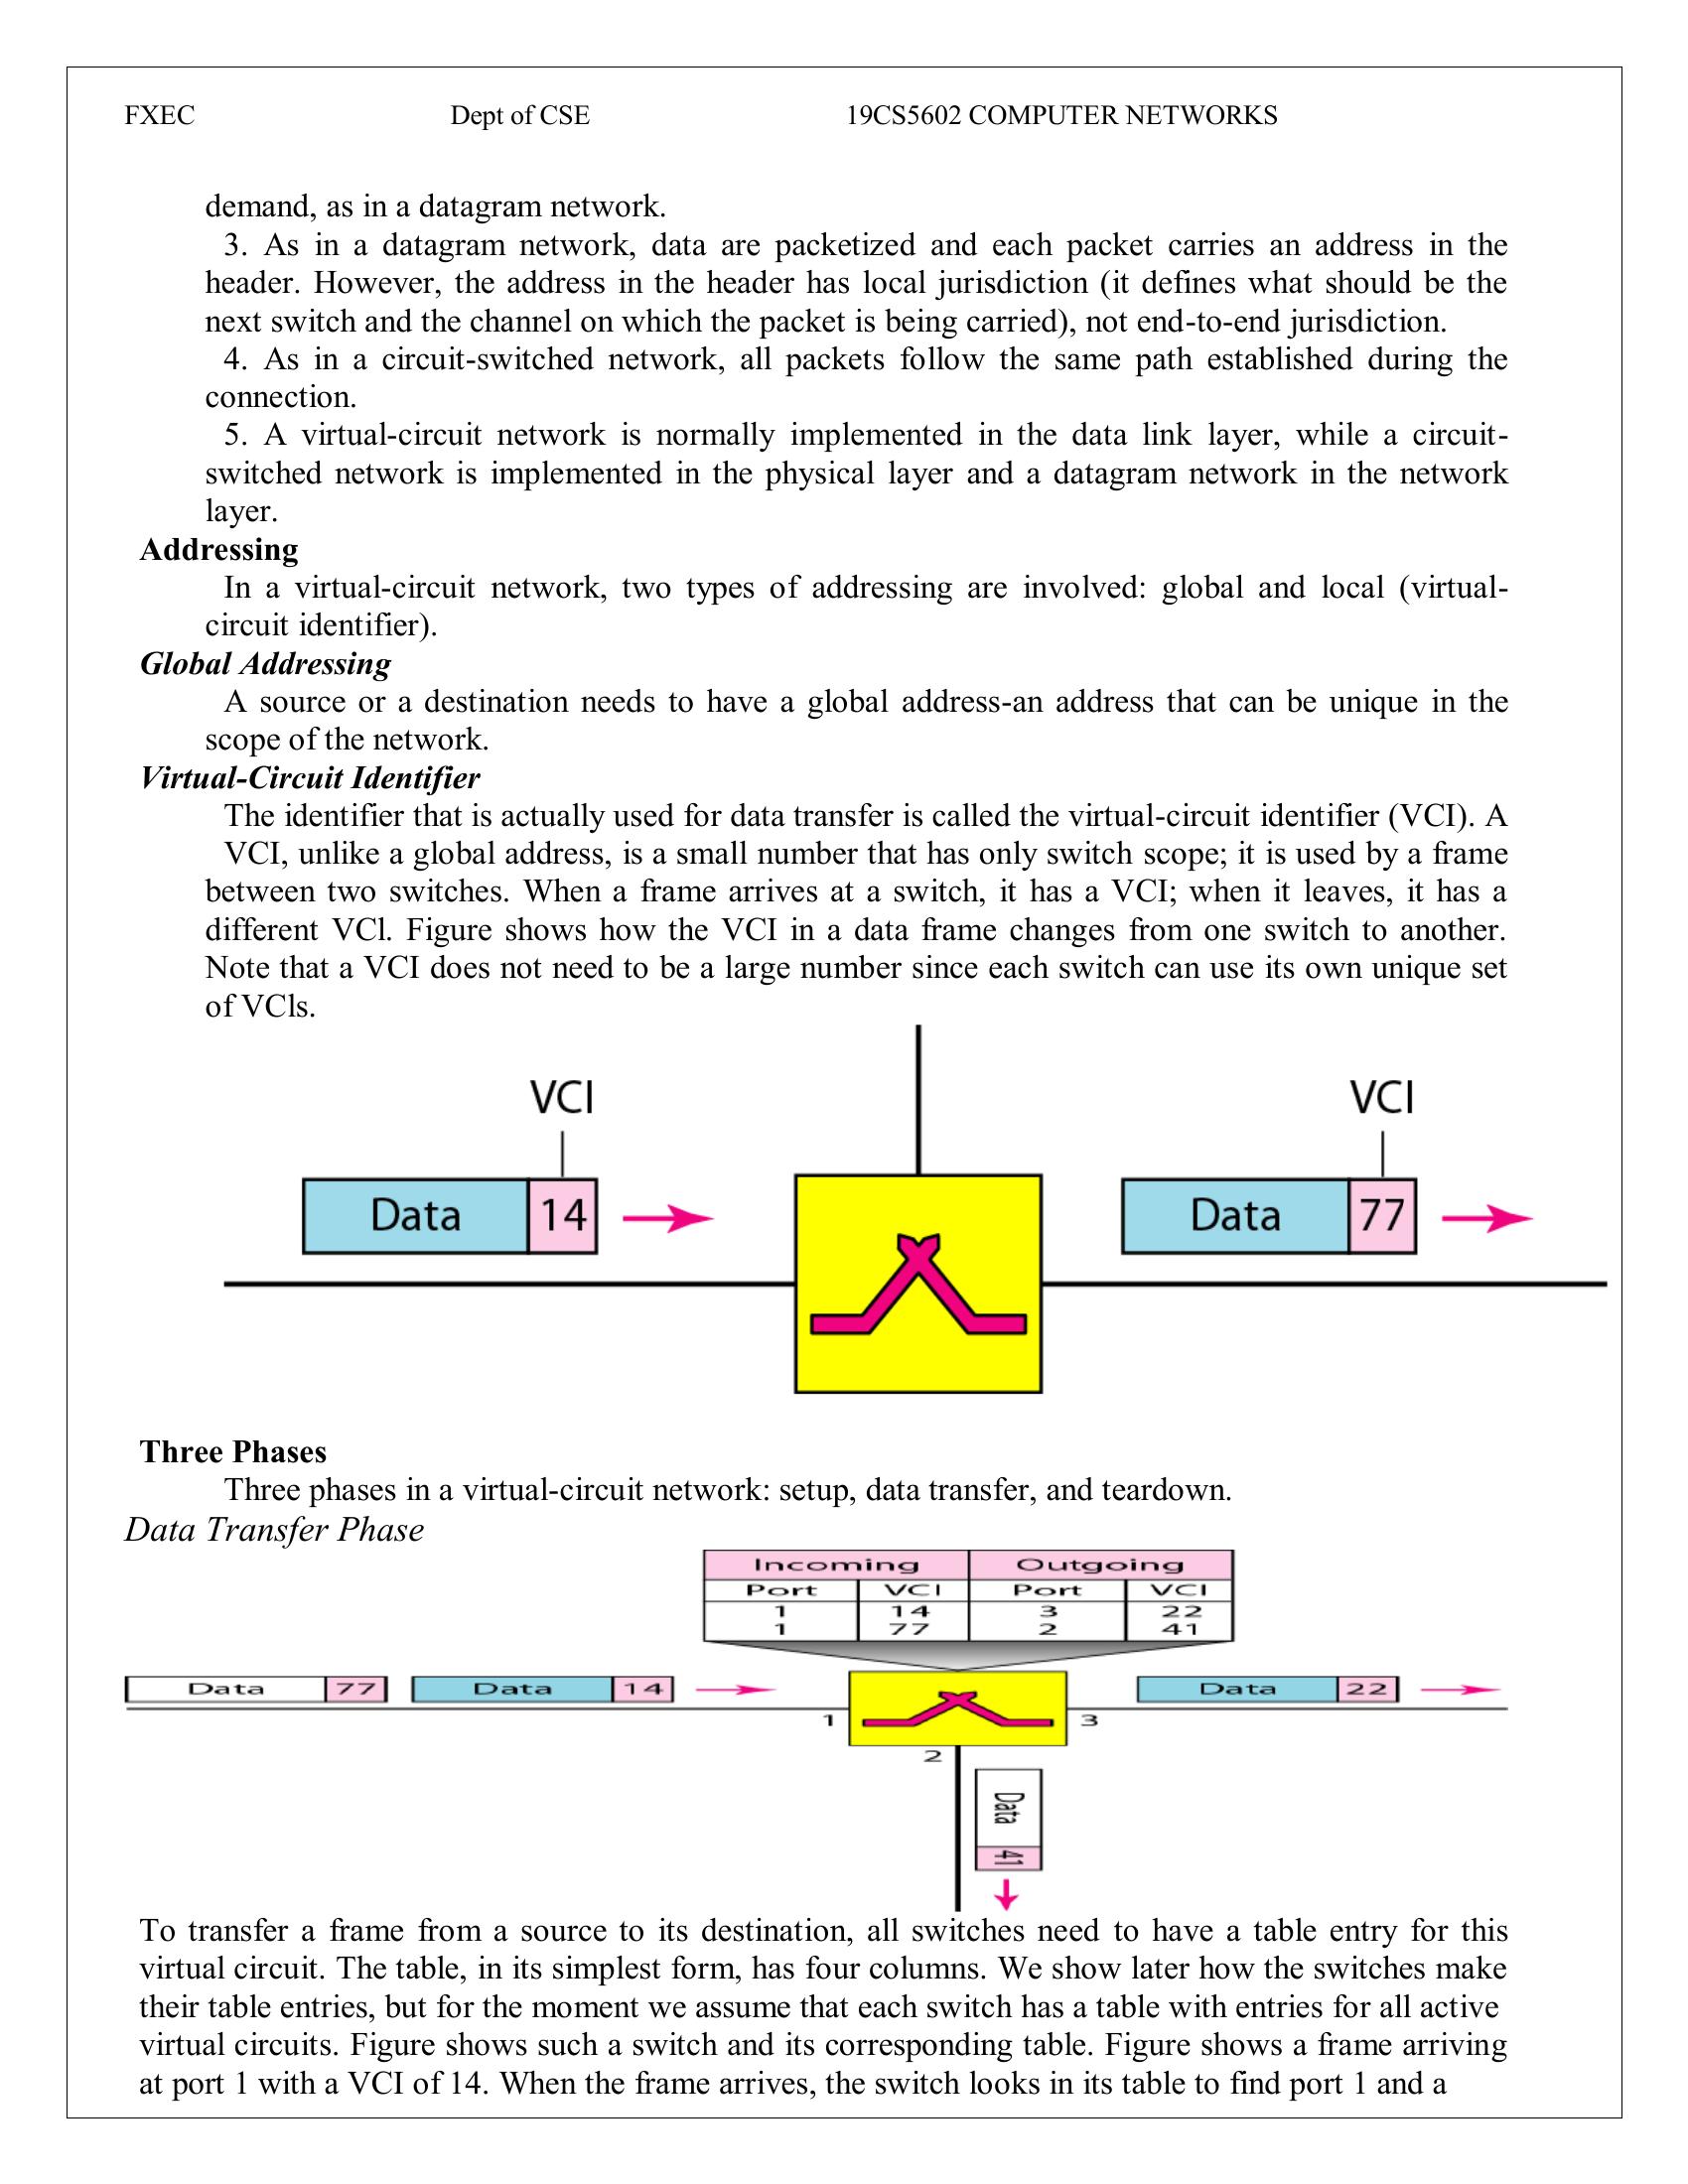 FXEC Dept of CSE 19CS5602 COMPUTER NETWORKS
demand, as in a datagram network.
3. As in a datagram network, data are packetized and each packet carries an address in the
header. However, the address in the header has local jurisdiction (it defines what should be the
next switch and the channel on which the packet is being carried), not end-to-end jurisdiction.
4. As in a circuit-switched network, all packets follow the same path established during the
connection.
5. A virtual-circuit network is normally implemented in the data link layer, while a circuit-
switched network is implemented in the physical layer and a datagram network in the network
layer.
Addressing
In a virtual-circuit network, two types of addressing are involved: global and local (virtual-
circuit identifier).
Global Addressing
A source or a destination needs to have a global address-an address that can be unique in the
scope of the network.
Virtual-Circuit Identifier
The identifier that is actually used for data transfer is called the virtual-circuit identifier (VCI). A
VCI, unlike a global address, is a small number that has only switch scope; it is used by a frame
between two switches. When a frame arrives at a switch, it has a VCI; when it leaves, it has a
different VCl. Figure shows how the VCI in a data frame changes from one switch to another.
Note that a VCI does not need to be a large number since each switch can use its own unique set
of VCls.
VCI VCI
Data 14 Data 77
Three Phases
Three phases in a virtual-circuit network: setup, data transfer, and teardown.
Data Transfer Phase
Incoming Outgoing
Port VCI Port VCI
1 14 3 22
1 77 2 41
Data 77 Data 14 Data 22
1 3
2
Data 41
To transfer a frame from a source to its destination, all switches need to have a table entry for this
virtual circuit. The table, in its simplest form, has four columns. We show later how the switches make
their table entries, but for the moment we assume that each switch has a table with entries for all active
virtual circuits. Figure shows such a switch and its corresponding table. Figure shows a frame arriving
at port 1 with a VCI of 14. When the frame arrives, the switch looks in its table to find port 1 and a